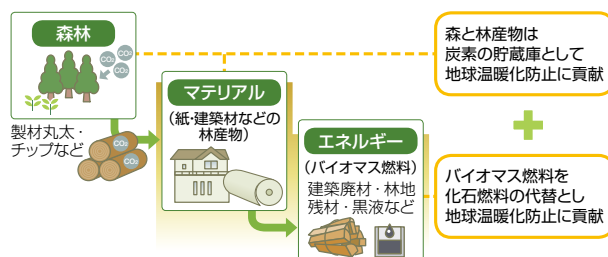 森林
CO2
CO2
CO2
製材丸太・
チップなど
CO2
CO2
マテリアル
(紙・建築材などの
林産物)
エネルギー
(バイオマス燃料)
建築廃材・林地
残材・黒液など
森と林産物は
炭素の貯蔵庫として
地球温暖化防止に貢献
+
バイオマス燃料を
化石燃料の代替とし
地球温暖化防止に貢献